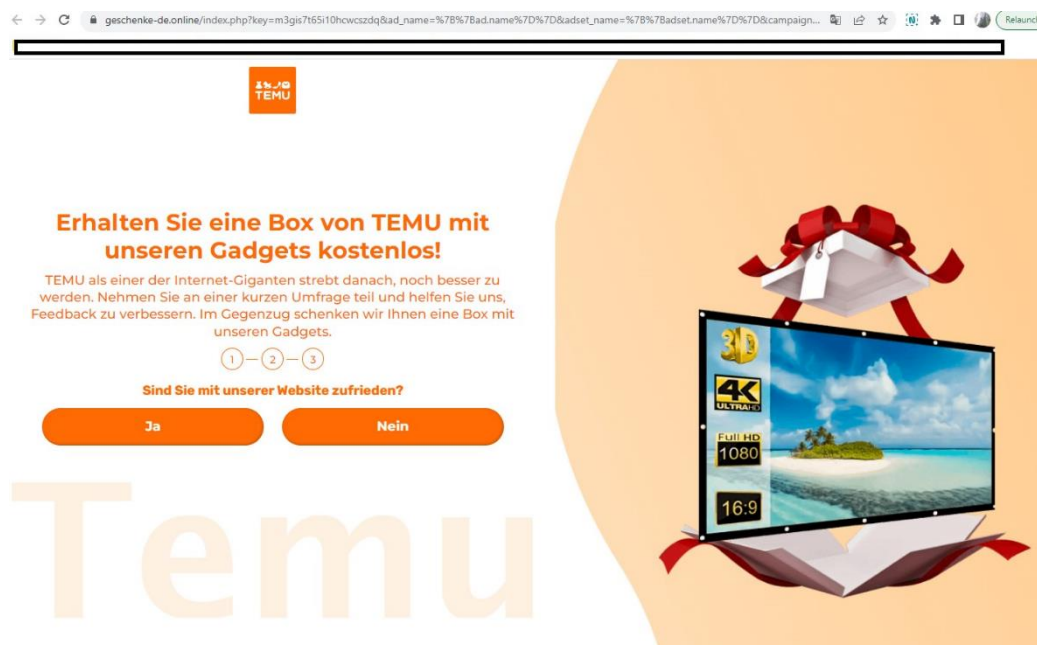 geschenke-de.online/index.php?key=m3gis7t65i10hcwcszdq&ad_name=%7B%7Bad.name%7D%7D&adset_name=%7B%7Badset.name%7D%7D&campaign...
Relaunch
TEMU
Erhalten Sie eine Box von TEMU mit
unseren Gadgets kostenlos!
TEMU als einer der Internet-Giganten strebt danach, noch besser zu
werden. Nehmen Sie an einer kurzen Umfrage teil und helfen Sie uns,
Feedback zu verbessern. Im Gegenzug schenken wir Ihnen eine Box mit
unseren Gadgets.
1 2 3
Sind Sie mit unserer Website zufrieden?
Ja Nein
Temu
3D
4K
ULTRAHD
Full HD
1080
16:9